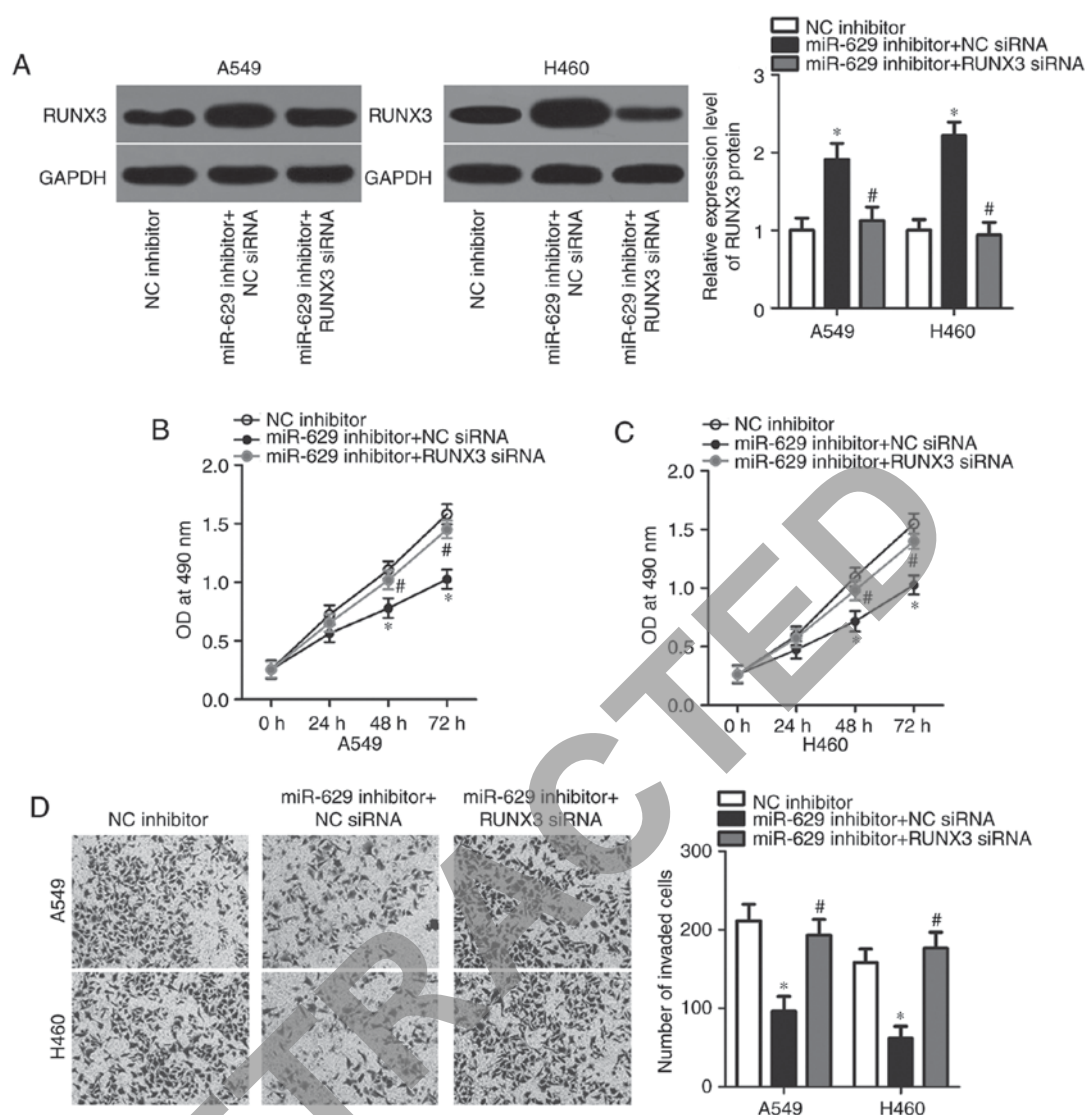 A
A549
RUNX3
GAPDH
NC inhibitor
miR-629 inhibitor+
NC siRNA
miR-629 inhibitor+
RUNX3 siRNA
H460
RUNX3
GAPDH
NC inhibitor
miR-629 inhibitor+
NC siRNA
miR-629 inhibitor+
RUNX3 siRNA
NC inhibitor
miR-629 inhibitor+NC siRNA
miR-629 inhibitor+RUNX3 siRNA
Relative expression level
of RUNX3 protein
3
2
1
0
*
#
*
#
A549
H460
B
NC inhibitor
miR-629 inhibitor+NC siRNA
miR-629 inhibitor+RUNX3 siRNA
OD at 490 nm
2.0
1.5
1.0
0.5
0.0
#
*
#
*
0 h 24 h 48 h 72 h
A549
C
NC inhibitor
miR-629 inhibitor+NC siRNA
miR-629 inhibitor+RUNX3 siRNA
OD at 490 nm
2.0
1.5
1.0
0.5
0.0
#
*
#
*
0 h 24 h 48 h 72 h
H460
D
NC inhibitor
miR-629 inhibitor+
NC siRNA
miR-629 inhibitor+
RUNX3 siRNA
A549
H460
NC inhibitor
miR-629 inhibitor+NC siRNA
miR-629 inhibitor+RUNX3 siRNA
Number of invaded cells
300
200
100
0
*
#
*
#
A549
H460
TRACTED